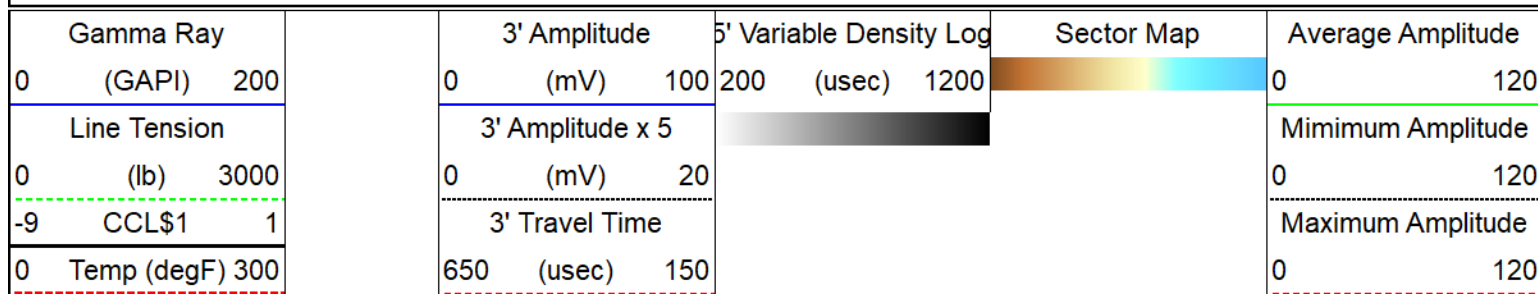 Gamma Ray
0 (GAPI) 200
Line Tension
0 (lb) 3000
-9 CCL$1 1
0 Temp (degF) 300
3' Amplitude
0 (mV) 100
3' Amplitude x 5
0 (mV) 20
3' Travel Time
650 (usec) 150
5' Variable Density Log
200 (usec) 1200
Sector Map
Average Amplitude
0 120
Mimimum Amplitude
0 120
Maximum Amplitude
0 120